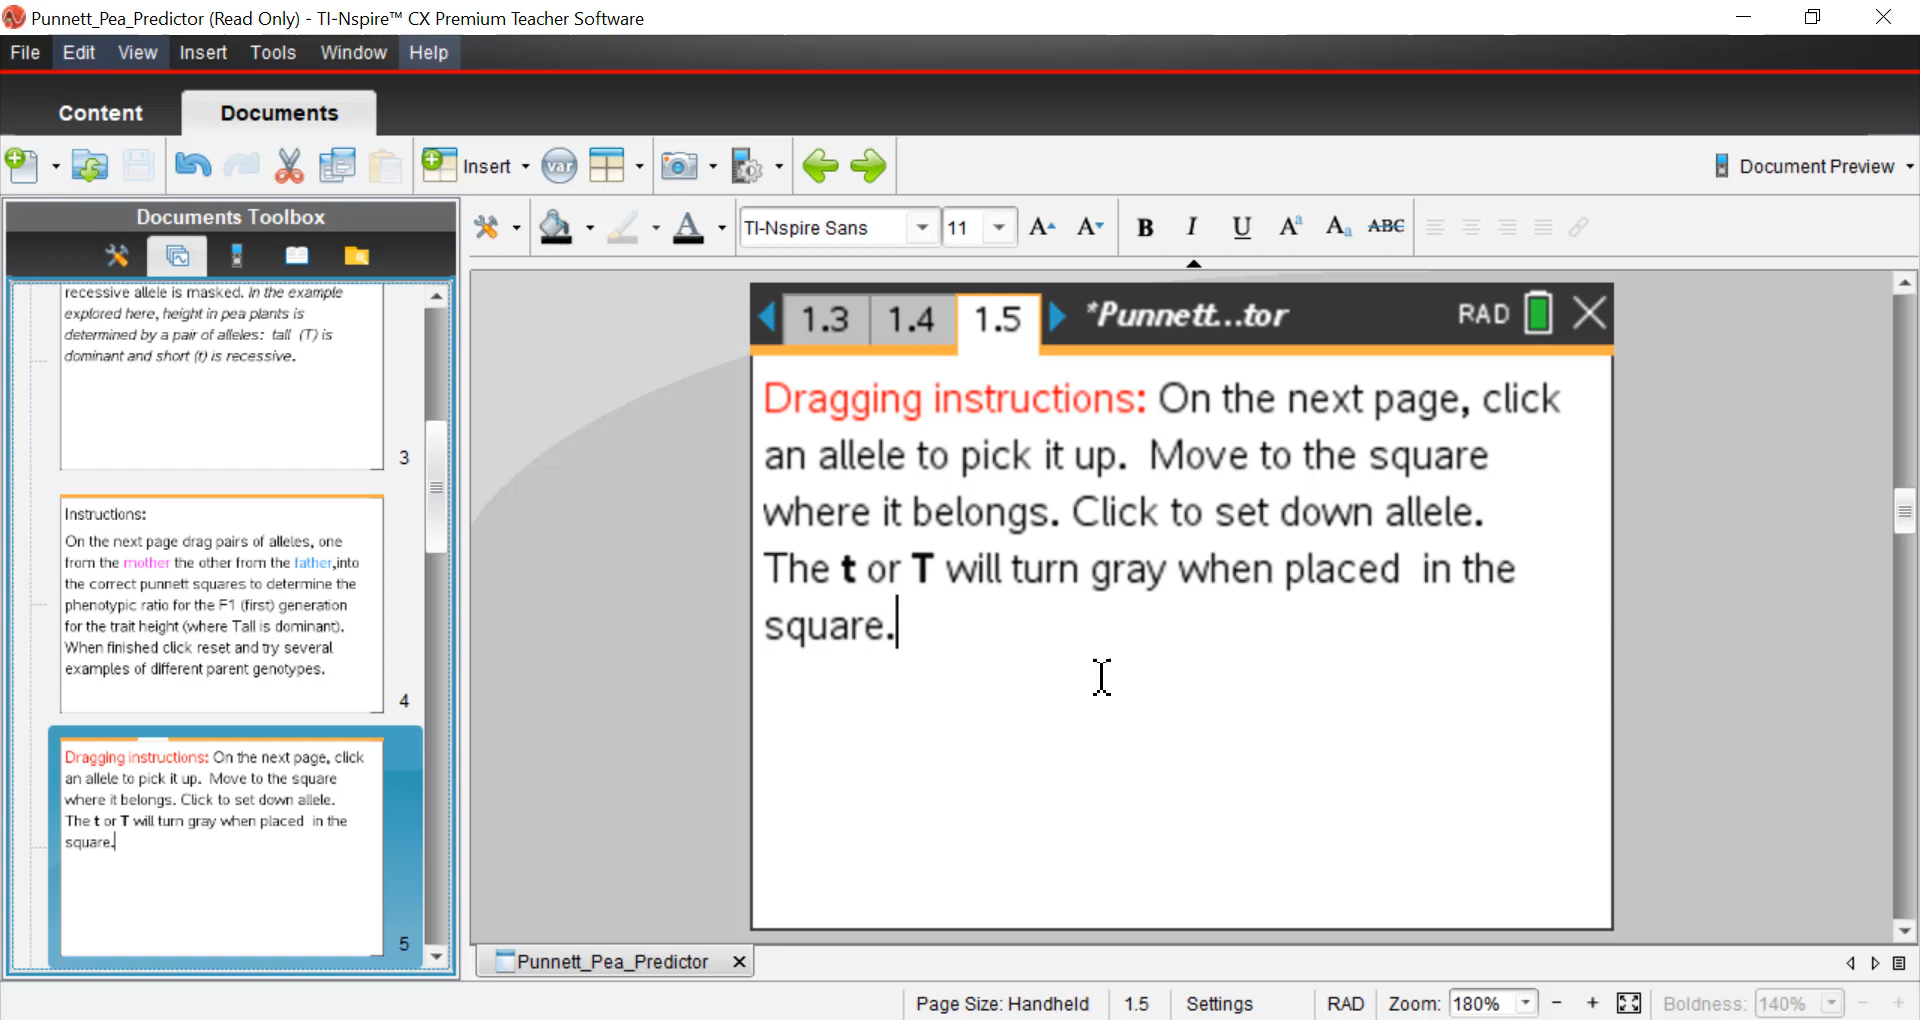 Punnett_Pea_Predictor (Read Only) - TI-Nspire™ CX Premium Teacher Software
File Edit View Insert Tools Window Help
Content Documents
Insert var Document Preview
Documents Toolbox
TI-Nspire Sans 11 A A B I U Aa Aa ABC
recessive allele is masked. In the example
explored here, height in pea plants is
determined by a pair of alleles: tall (T) is
dominant and short (t) is recessive.
3
Instructions:
On the next page drag pairs of alleles, one
from the mother the other from the father,into
the correct punnett squares to determine the
phenotypic ratio for the F1 (first) generation
for the trait height (where Tall is dominant).
When finished click reset and try several
examples of different parent genotypes.
4
Dragging instructions: On the next page, click
an allele to pick it up. Move to the square
where it belongs. Click to set down allele.
The t or T will turn gray when placed in the
square.
5
1.3 1.4 1.5 *Punnett...tor RAD
Dragging instructions: On the next page, click
an allele to pick it up. Move to the square
where it belongs. Click to set down allele.
The t or T will turn gray when placed in the
square.
Punnett_Pea_Predictor
Page Size: Handheld 1.5 Settings RAD Zoom: 180% - + Boldness: 140% - +